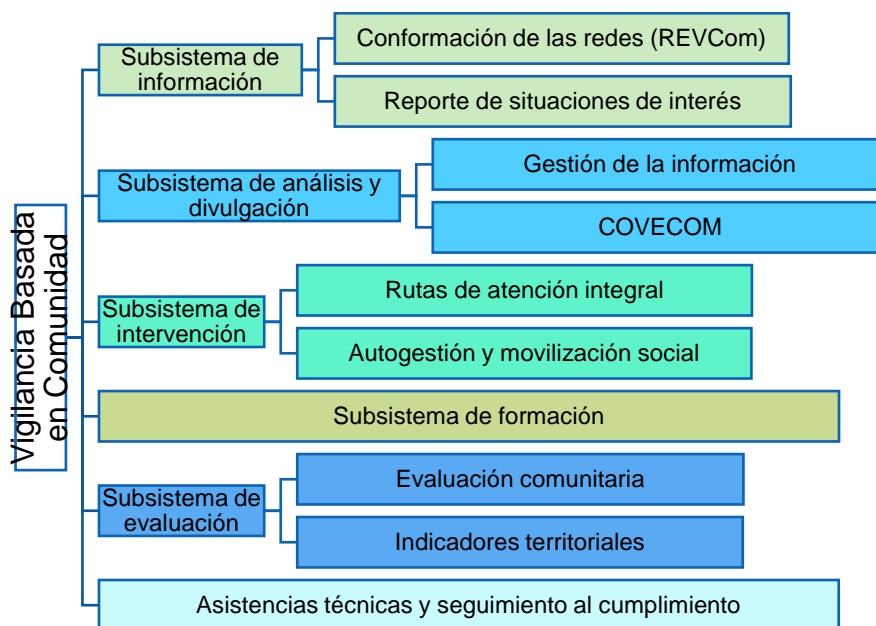 Vigilancia Basada
en Comunidad
Subsistema de
información
Conformación de las redes (REVCom)
Reporte de situaciones de interés
Subsistema de análisis y
divulgación
Gestión de la información
COVECOM
Subsistema de
intervención
Rutas de atención integral
Autogestión y movilización social
Subsistema de formación
Subsistema de
evaluación
Evaluación comunitaria
Indicadores territoriales
Asistencias técnicas y seguimiento al cumplimiento